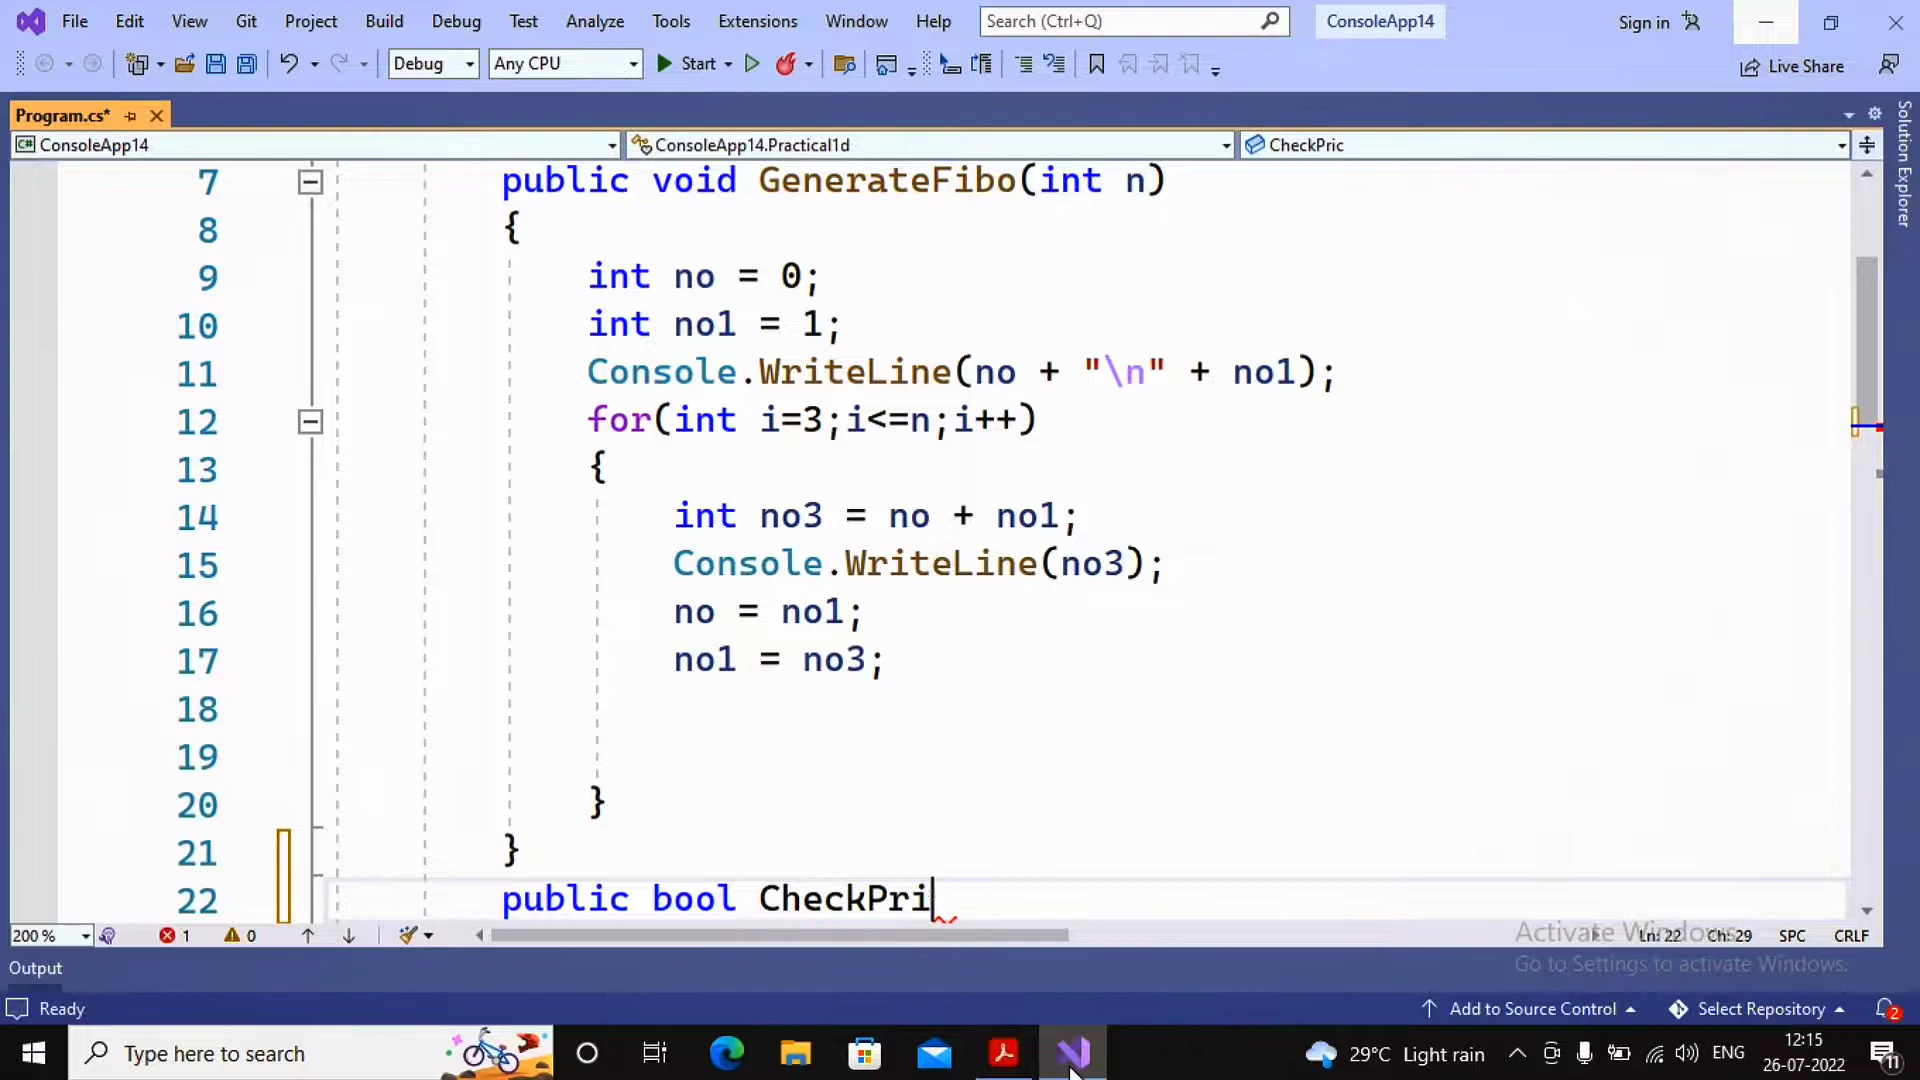 File Edit View Git Project Build Debug Test Analyze Tools Extensions Window Help Search (Ctrl+Q) ConsoleApp14 Sign in
Debug Any CPU Start Live Share
Program.cs*
C# ConsoleApp14 ConsoleApp14.Practical1d CheckPric
Solution Explorer
7 public void GenerateFibo(int n)
8 {
9 int no = 0;
10 int no1 = 1;
11 Console.WriteLine(no + "\n" + no1);
12 for(int i=3;i<=n;i++)
13 {
14 int no3 = no + no1;
15 Console.WriteLine(no3);
16 no = no1;
17 no1 = no3;
18
19
20 }
21 }
22 public bool CheckPri
Activate Windows
200 % 1 0 Ln: 22 Ch: 29 SPC CRLF
Go to Settings to activate Windows.
Output
Ready Add to Source Control Select Repository 2
Type here to search 29°C Light rain ENG 12:15
26-07-2022 11